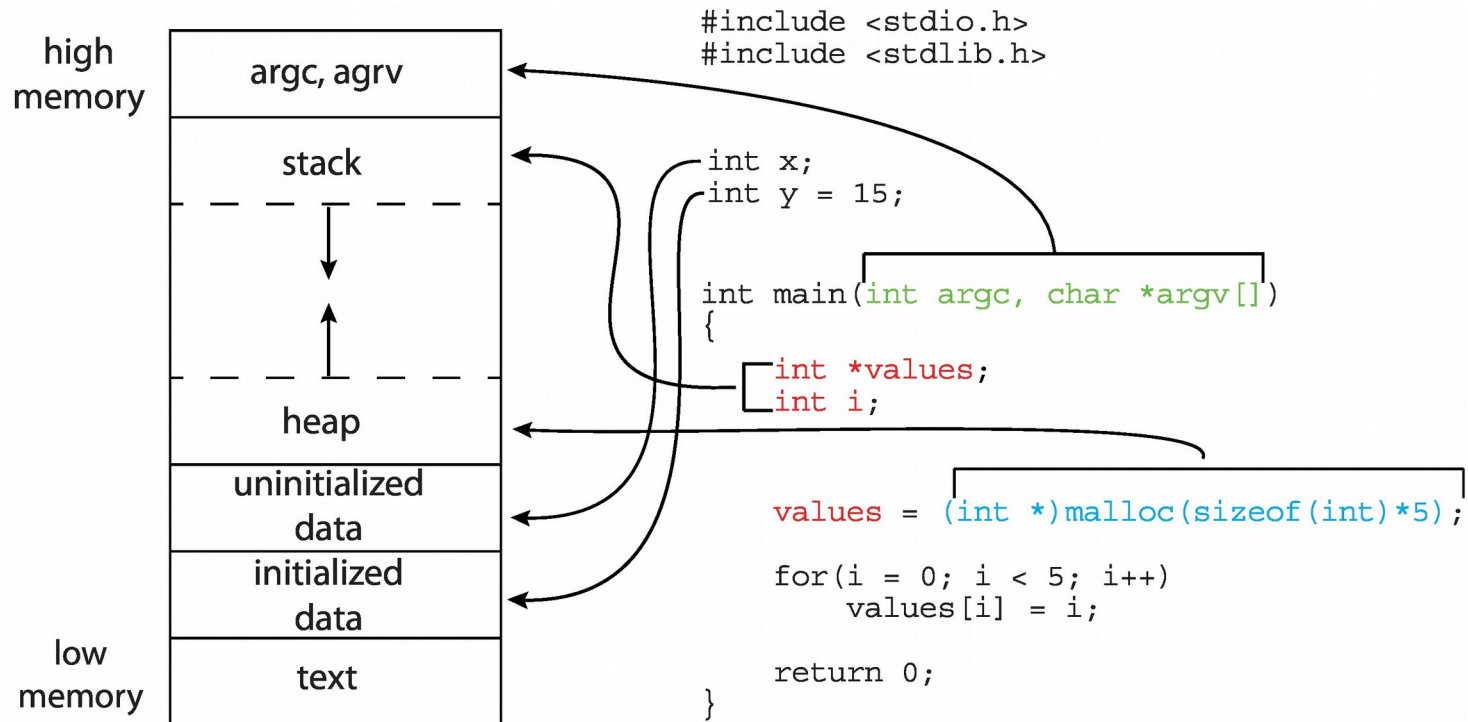 high
memory
argc, agrv
stack
heap
uninitialized
data
initialized
data
low
memory
text
#include <stdio.h>
#include <stdlib.h>
int x;
int y = 15;
int main(int argc, char *argv[])
{
int *values;
int i;
values = (int *)malloc(sizeof(int)*5);
for(i = 0; i < 5; i++)
values[i] = i;
return 0;
}